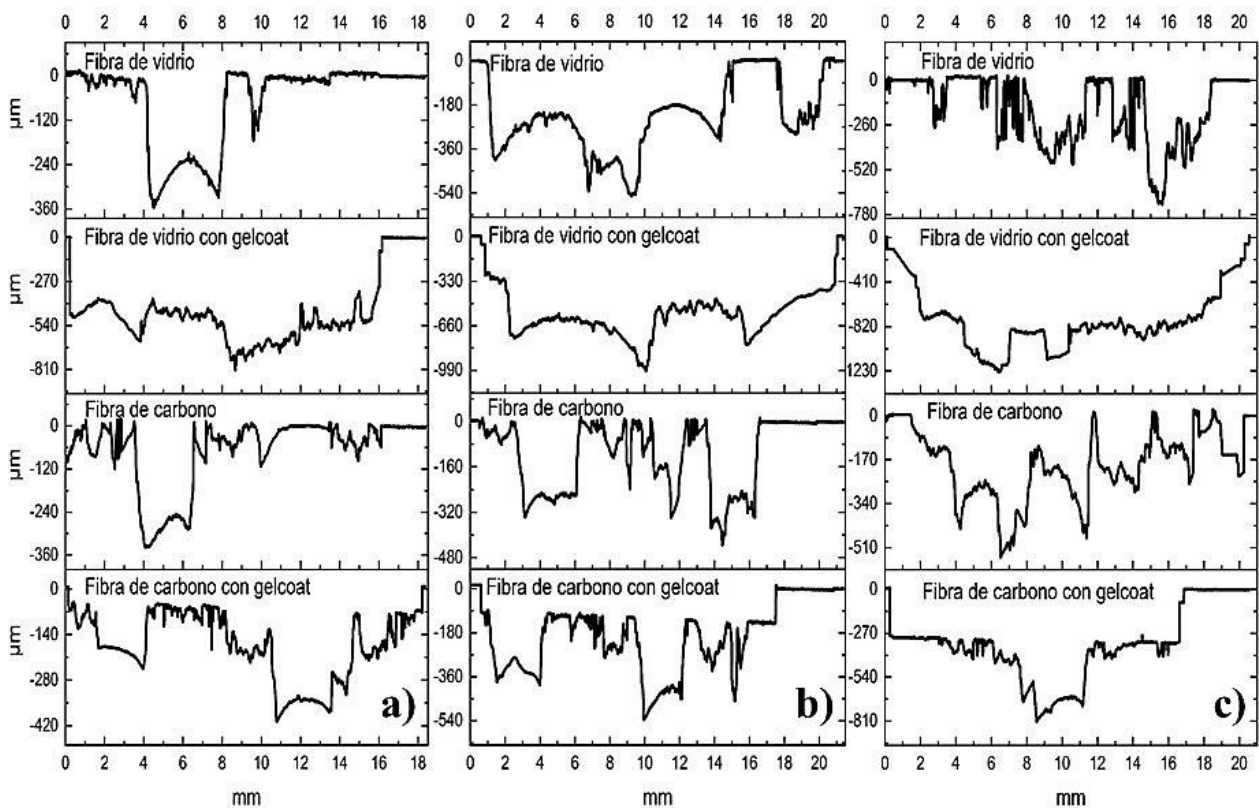 0 2 4 6 8 10 12 14 16 18
0 2 4 6 8 10 12 14 16 18 20
0 2 4 6 8 10 12 14 16 18 20
Fibra de vidrio
0
-120
-240
-360
µm
Fibra de vidrio
0
-180
-360
-540
Fibra de vidrio
0
-260
-520
-780
Fibra de vidrio con gelcoat
0
-270
-540
-810
µm
Fibra de vidrio con gelcoat
0
-330
-660
-990
Fibra de vidrio con gelcoat
0
-410
-820
-1230
Fibra de carbono
0
-120
-240
-360
µm
Fibra de carbono
0
-160
-320
-480
Fibra de carbono
0
-170
-340
-510
Fibra de carbono con gelcoat
0
-140
-280
-420
µm
a)
Fibra de carbono con gelcoat
0
-180
-360
-540
b)
Fibra de carbono con gelcoat
0
-270
-540
-810
c)
0 2 4 6 8 10 12 14 16 18
0 2 4 6 8 10 12 14 16 18 20
0 2 4 6 8 10 12 14 16 18 20
mm
mm
mm